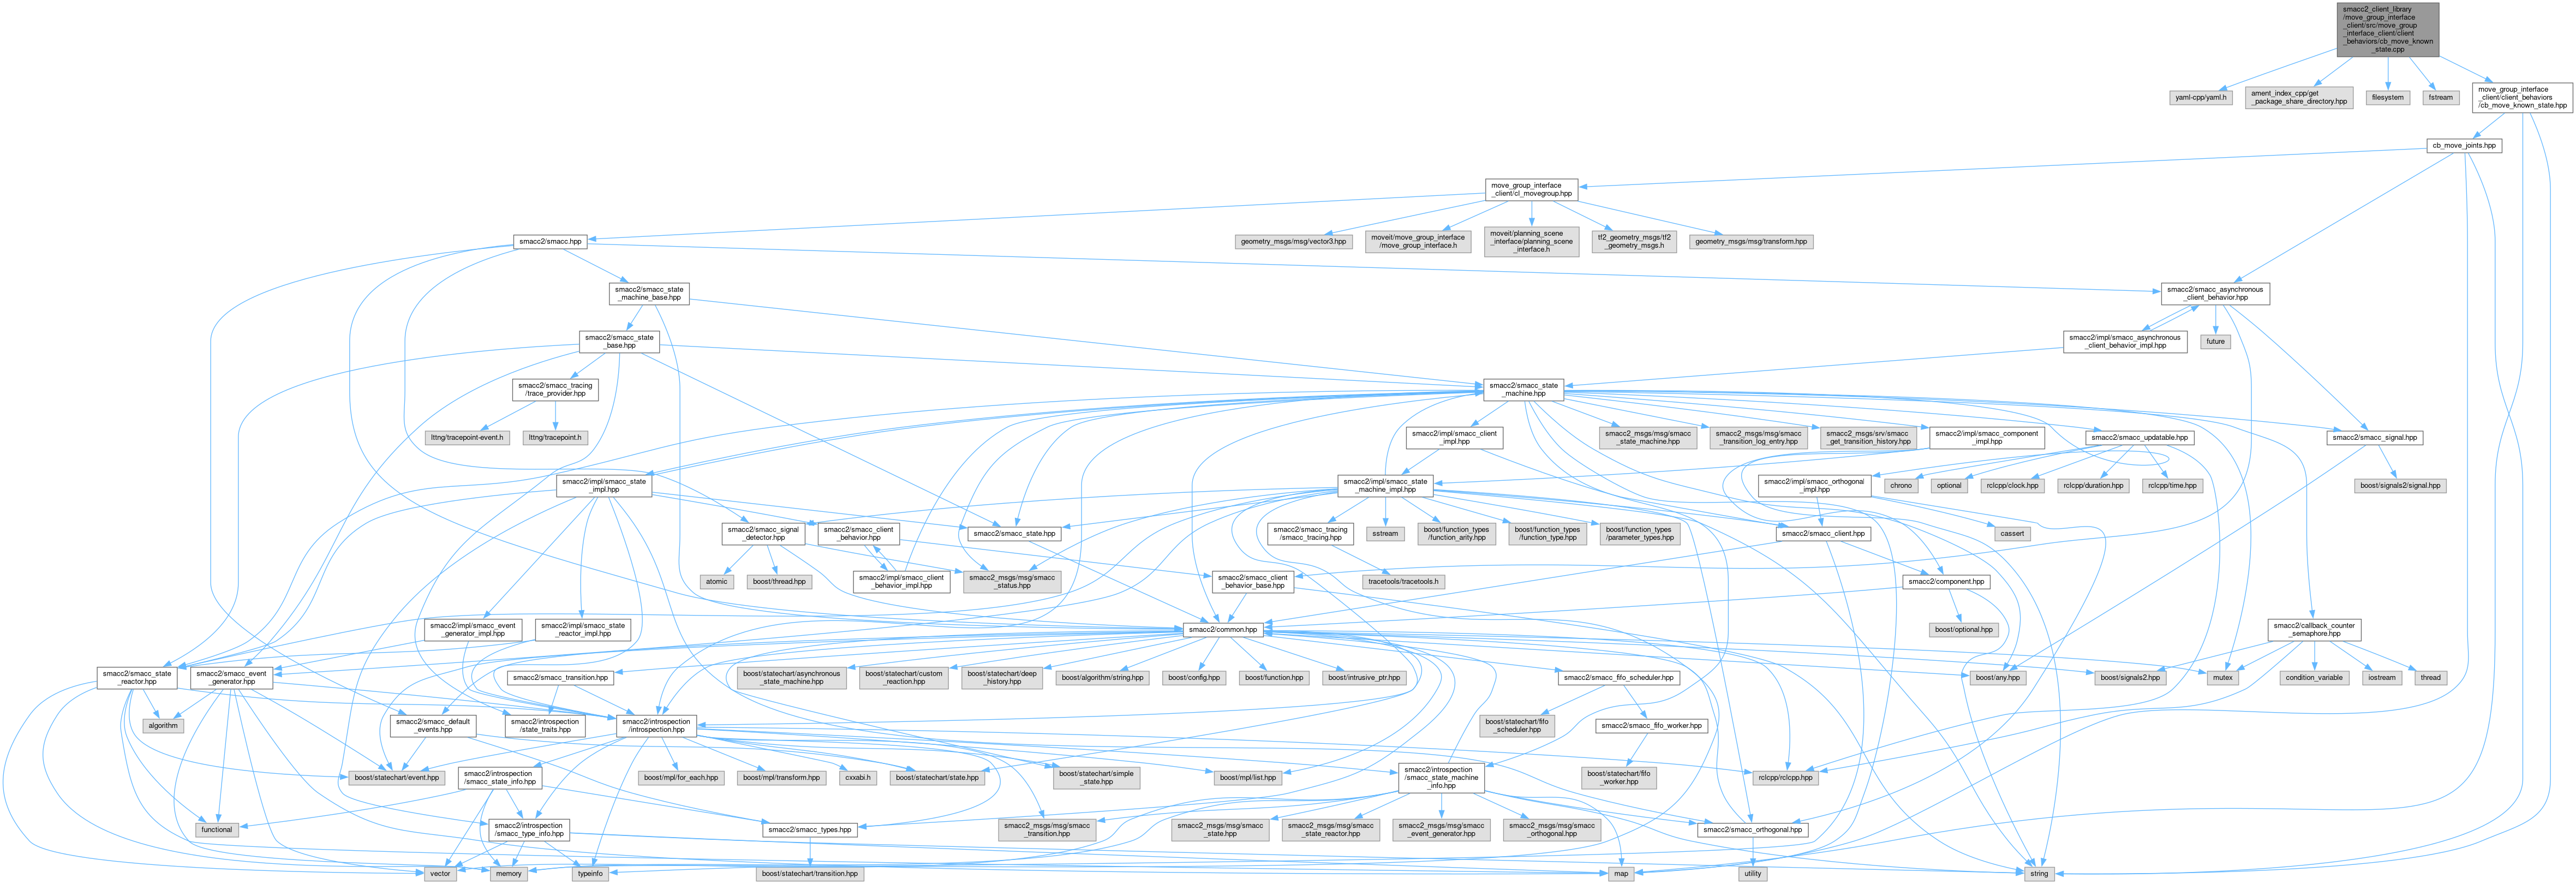 smacc2_client_library
/move_group_interface
_client/src/move_group
_interface_client/client
_behaviors/cb_move_known
_state.cpp
yaml-cpp/yaml.h
ament_index_cpp/get
_package_share_directory.hpp
filesystem
fstream
move_group_interface
_client/client_behaviors
/cb_move_known_state.hpp
cb_move_joints.hpp
move_group_interface
_client/cl_movegroup.hpp
smacc2/smacc.hpp
geometry_msgs/msg/vector3.hpp
moveit/move_group_interface
/move_group_interface.h
moveit/planning_scene
_interface/planning_scene
_interface.h
tf2_geometry_msgs/tf2
_geometry_msgs.h
geometry_msgs/msg/transform.hpp
smacc2/smacc_state
_machine_base.hpp
smacc2/smacc_asynchronous
_client_behavior.hpp
smacc2/smacc_state
_base.hpp
smacc2/impl/smacc_asynchronous
_client_behavior_impl.hpp
future
smacc2/smacc_tracing
/trace_provider.hpp
smacc2/smacc_state
_machine.hpp
lttng/tracepoint-event.h
lttng/tracepoint.h
smacc2/impl/smacc_client
_impl.hpp
smacc2_msgs/msg/smacc
_state_machine.hpp
smacc2_msgs/msg/smacc
_transition_log_entry.hpp
smacc2_msgs/srv/smacc
_get_transition_history.hpp
smacc2/impl/smacc_component
_impl.hpp
smacc2/smacc_updatable.hpp
smacc2/smacc_signal.hpp
smacc2/impl/smacc_state
_impl.hpp
smacc2/impl/smacc_state
_machine_impl.hpp
smacc2/impl/smacc_orthogonal
_impl.hpp
chrono
optional
rclcpp/clock.hpp
rclcpp/duration.hpp
rclcpp/time.hpp
boost/signals2/signal.hpp
smacc2/smacc_signal
_detector.hpp
smacc2/smacc_client
_behavior.hpp
smacc2/smacc_state.hpp
smacc2/smacc_tracing
/smacc_tracing.hpp
sstream
boost/function_types
/function_arity.hpp
boost/function_types
/function_type.hpp
boost/function_types
/parameter_types.hpp
smacc2/smacc_client.hpp
cassert
atomic
boost/thread.hpp
smacc2/impl/smacc_client
_behavior_impl.hpp
smacc2_msgs/msg/smacc
_status.hpp
smacc2/smacc_client
_behavior_base.hpp
tracetools/tracetools.h
smacc2/component.hpp
smacc2/impl/smacc_event
_generator_impl.hpp
smacc2/impl/smacc_state
_reactor_impl.hpp
smacc2/common.hpp
boost/optional.hpp
smacc2/callback_counter
_semaphore.hpp
smacc2/smacc_state
_reactor.hpp
smacc2/smacc_event
_generator.hpp
smacc2/smacc_transition.hpp
boost/statechart/asynchronous
_state_machine.hpp
boost/statechart/custom
_reaction.hpp
boost/statechart/deep
_history.hpp
boost/algorithm/string.hpp
boost/config.hpp
boost/function.hpp
boost/intrusive_ptr.hpp
smacc2/smacc_fifo_scheduler.hpp
boost/any.hpp
boost/signals2.hpp
mutex
condition_variable
iostream
thread
algorithm
smacc2/smacc_default
_events.hpp
smacc2/introspection
/state_traits.hpp
smacc2/introspection
/introspection.hpp
boost/statechart/fifo
_scheduler.hpp
smacc2/smacc_fifo_worker.hpp
boost/statechart/event.hpp
smacc2/introspection
/smacc_state_info.hpp
boost/mpl/for_each.hpp
boost/mpl/transform.hpp
cxxabi.h
boost/statechart/state.hpp
boost/statechart/simple
_state.hpp
boost/mpl/list.hpp
smacc2/introspection
/smacc_state_machine
_info.hpp
boost/statechart/fifo
_worker.hpp
rclcpp/rclcpp.hpp
functional
smacc2/introspection
/smacc_type_info.hpp
smacc2/smacc_types.hpp
smacc2_msgs/msg/smacc
_transition.hpp
smacc2_msgs/msg/smacc
_state.hpp
smacc2_msgs/msg/smacc
_state_reactor.hpp
smacc2_msgs/msg/smacc
_event_generator.hpp
smacc2_msgs/msg/smacc
_orthogonal.hpp
smacc2/smacc_orthogonal.hpp
vector
memory
typeinfo
boost/statechart/transition.hpp
map
utility
string